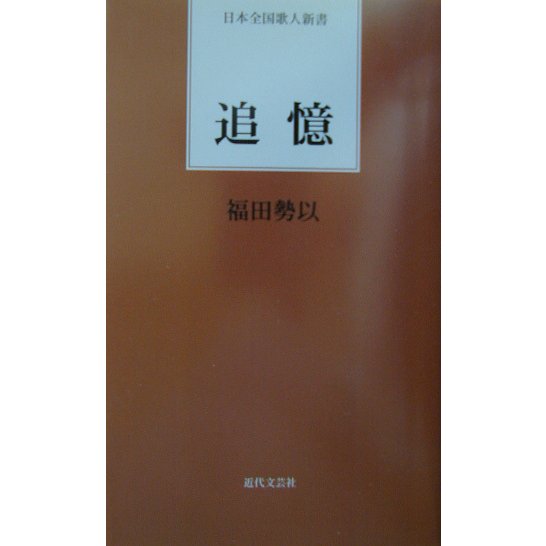 日本全国歌人新書
追憶
福田勢以
近代文芸社